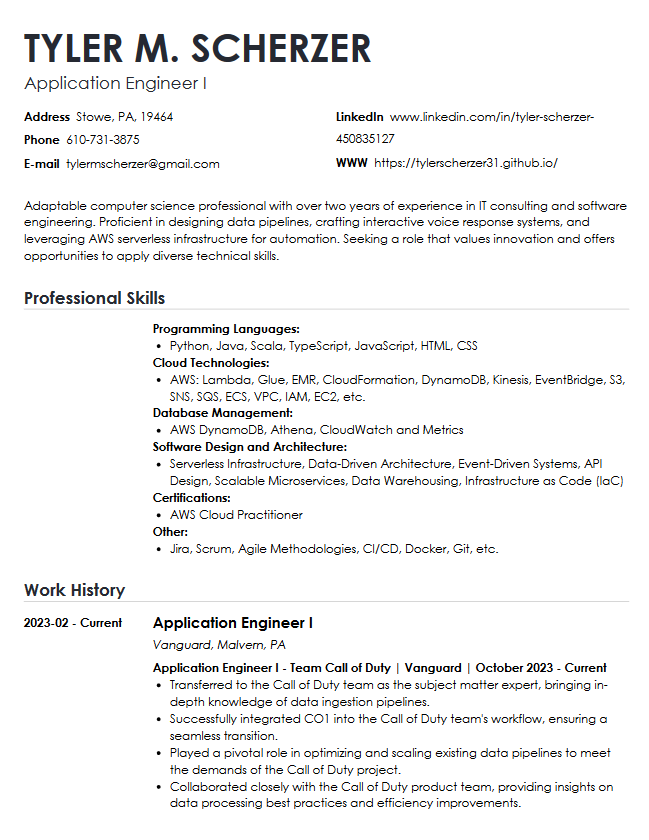 TYLER M. SCHERZER
Application Engineer I
Address Stowe, PA, 19464
Phone 610-731-3875
E-mail tylermscherzer@gmail.com
LinkedIn www.linkedin.com/in/tyler-scherzer-
450835127
WWW https://tylerscherzer31.github.io/
Adaptable computer science professional with over two years of experience in IT consulting and software
engineering. Proficient in designing data pipelines, crafting interactive voice response systems, and
leveraging AWS serverless infrastructure for automation. Seeking a role that values innovation and offers
opportunities to apply diverse technical skills.
Professional Skills
Programming Languages:
• Python, Java, Scala, TypeScript, JavaScript, HTML, CSS
Cloud Technologies:
• AWS: Lambda, Glue, EMR, CloudFormation, DynamoDB, Kinesis, EventBridge, S3,
SNS, SQS, ECS, VPC, IAM, EC2, etc.
Database Management:
• AWS DynamoDB, Athena, CloudWatch and Metrics
Software Design and Architecture:
• Serverless Infrastructure, Data-Driven Architecture, Event-Driven Systems, API
Design, Scalable Microservices, Data Warehousing, Infrastructure as Code (IaC)
Certifications:
• AWS Cloud Practitioner
Other:
• Jira, Scrum, Agile Methodologies, CI/CD, Docker, Git, etc.
Work History
2023-02 - Current
Application Engineer I
Vanguard, Malvern, PA
Application Engineer I - Team Call of Duty | Vanguard | October 2023 - Current
• Transferred to the Call of Duty team as the subject matter expert, bringing in-
depth knowledge of data ingestion pipelines.
• Successfully integrated CO1 into the Call of Duty team's workflow, ensuring a
seamless transition.
• Played a pivotal role in optimizing and scaling existing data pipelines to meet
the demands of the Call of Duty project.
• Collaborated closely with the Call of Duty product team, providing insights on
data processing best practices and efficiency improvements.